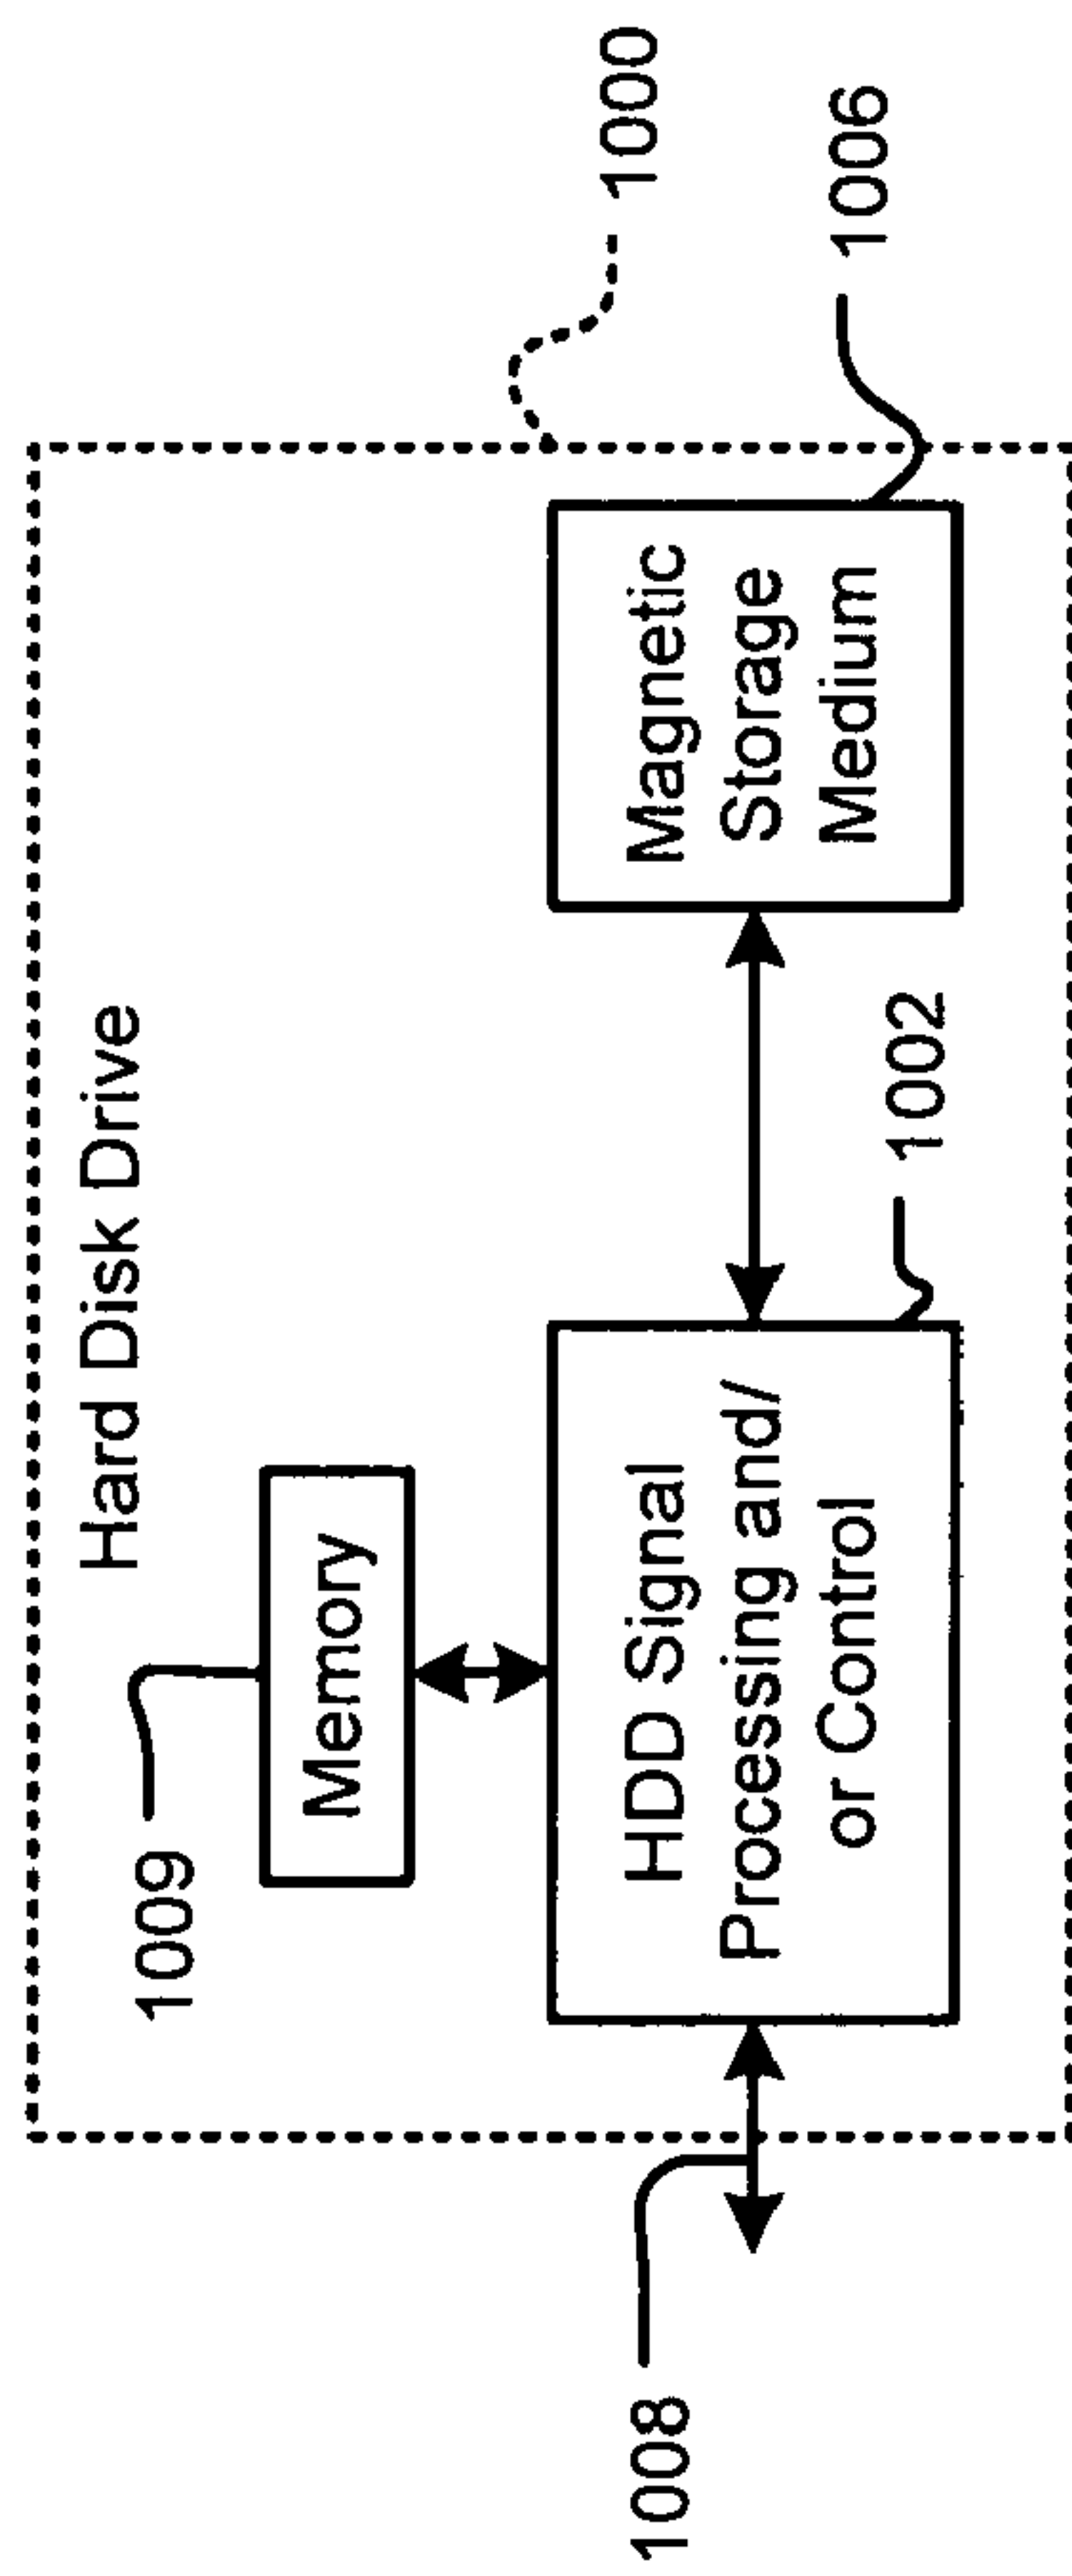 Hard Disk Drive
1000
1009
Memory
HDD Signal
Processing and/
or Control
Magnetic
Storage
Medium
1008
1002
1006